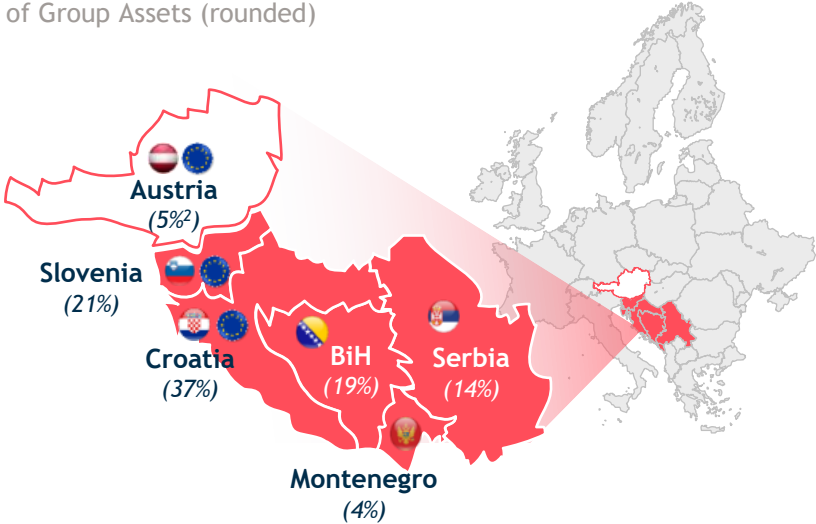 of Group Assets (rounded)
Austria
(5%²)
Slovenia
(21%)
Croatia
(37%)
BiH
(19%)
Serbia
(14%)
Montenegro
(4%)